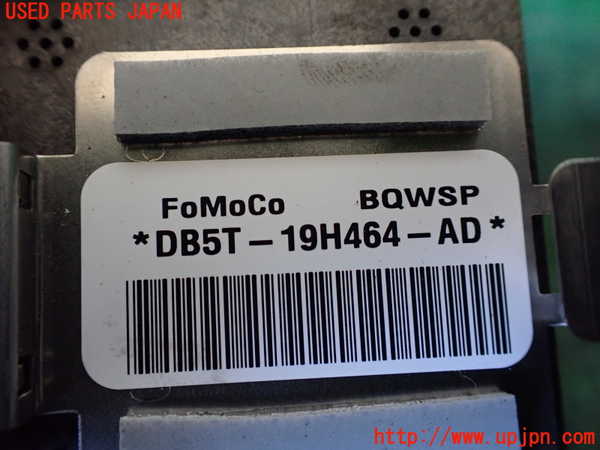 USED PARTS JAPAN
FoMoCo BQWSP
*DB5T-19H464-AD*
http://www.upjpn.com